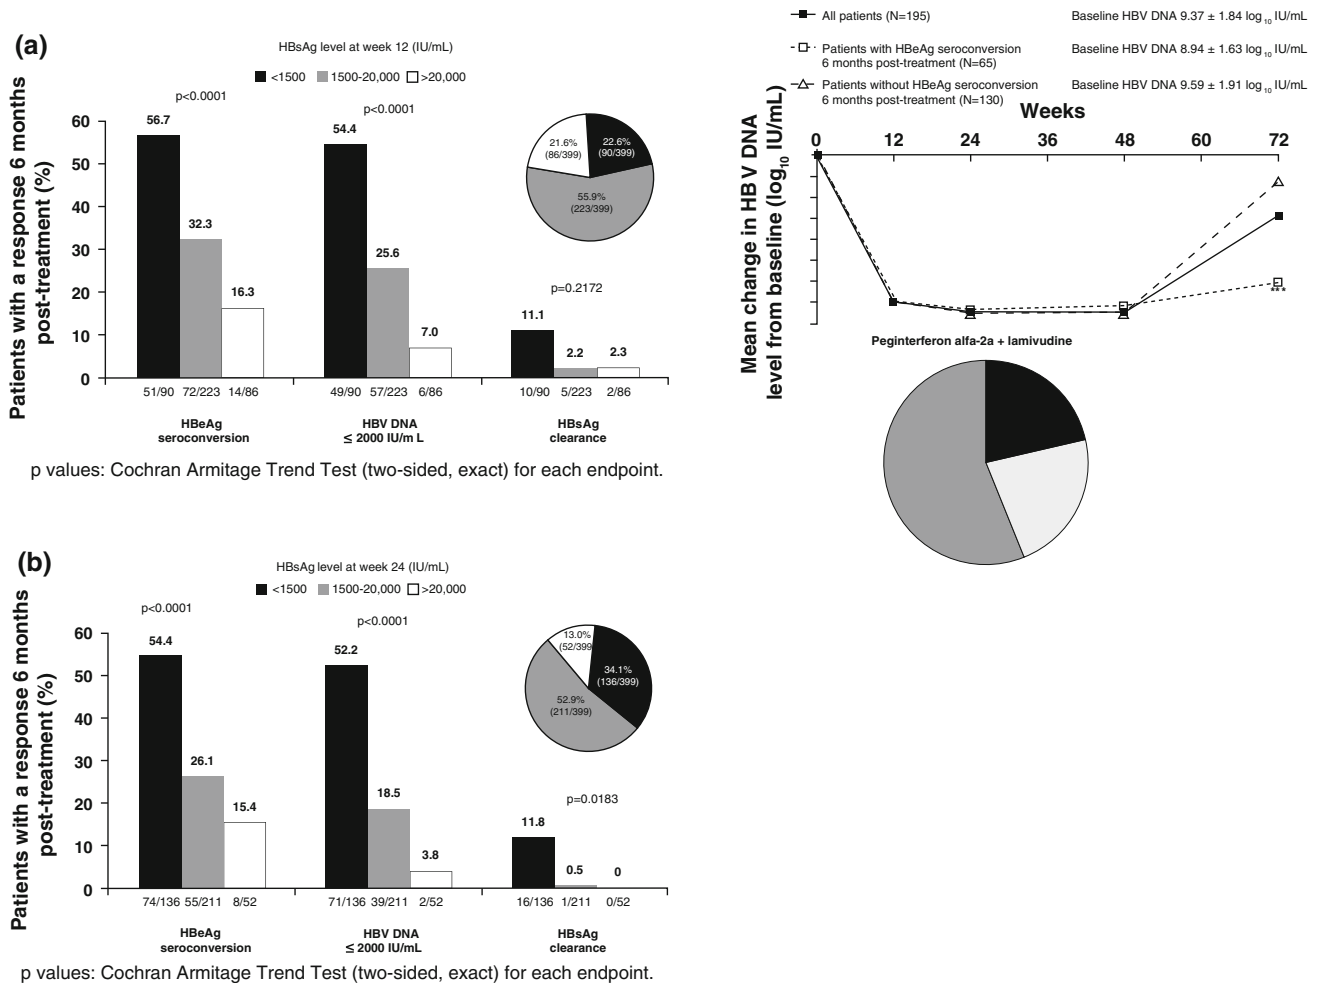 (a)
HBsAg level at week 12 (IU/mL)
<1500 1500-20,000 >20,000
Patients with a response 6 months
post-treatment (%)
60
50
40
30
20
10
0
p<0.0001
56.7
32.3
16.3
p<0.0001
54.4
25.6
7.0
p=0.2172
11.1
2.2
2.3
21.6%
(86/399)
22.6%
(90/399)
55.9%
(223/399)
51/90 72/223 14/86
49/90 57/223 6/86
10/90 5/223 2/86
HBeAg
seroconversion
HBV DNA
≤ 2000 IU/m L
HBsAg
clearance
p values: Cochran Armitage Trend Test (two-sided, exact) for each endpoint.
(b)
HBsAg level at week 24 (IU/mL)
<1500 1500-20,000 >20,000
Patients with a response 6 months
post-treatment (%)
60
50
40
30
20
10
0
p<0.0001
54.4
26.1
15.4
p<0.0001
52.2
18.5
3.8
p=0.0183
11.8
0.5
0
13.0%
(52/399
34.1%
(136/399)
52.9%
(211/399)
74/136 55/211 8/52
71/136 39/211 2/52
16/136 1/211 0/52
HBeAg
seroconversion
HBV DNA
≤ 2000 IU/mL
HBsAg
clearance
p values: Cochran Armitage Trend Test (two-sided, exact) for each endpoint.
All patients (N=195) Baseline HBV DNA 9.37 ± 1.84 log10 IU/mL
Patients with HBeAg seroconversion Baseline HBV DNA 8.94 ± 1.63 log10 IU/mL
6 months post-treatment (N=65)
Patients without HBeAg seroconversion Baseline HBV DNA 9.59 ± 1.91 log10 IU/mL
6 months post-treatment (N=130)
Weeks
0 12 24 36 48 60 72
Mean change in HBV DNA
level from baseline (log10 IU/mL)
***
Peginterferon alfa-2a + lamivudine